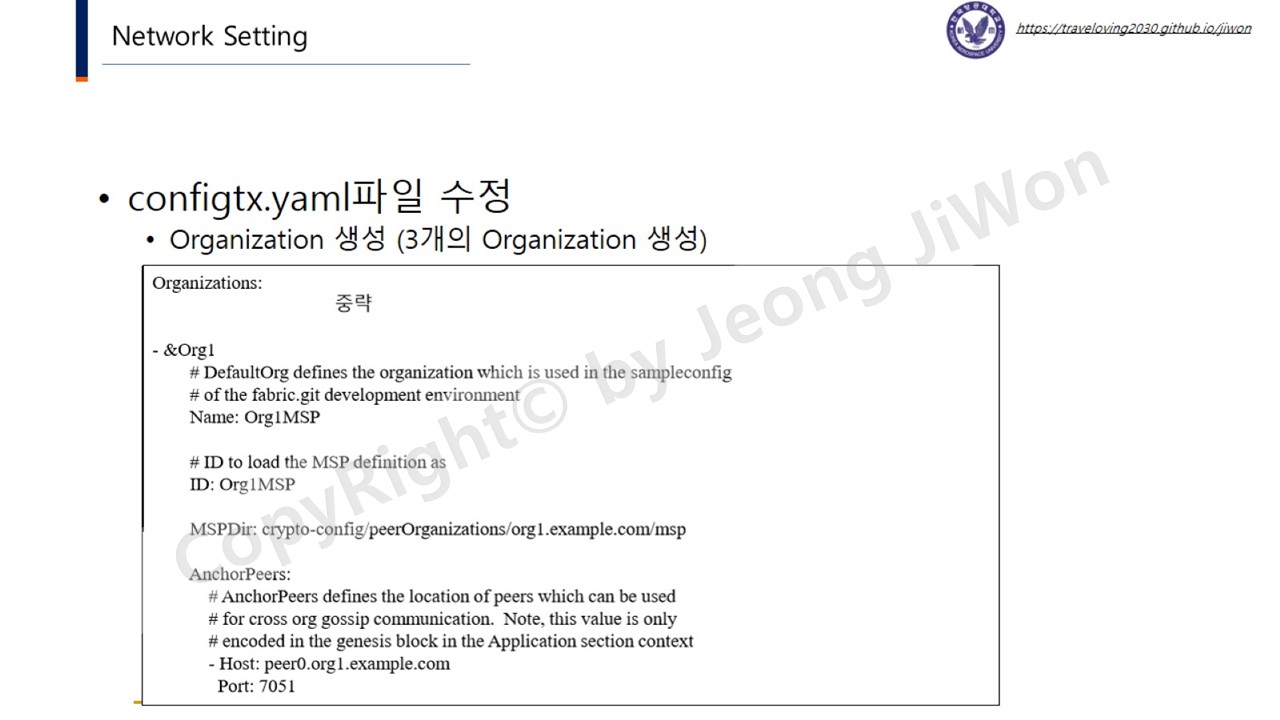 Network Setting
https://traveloving2030.github.io/jiwon
• configtx.yaml파일 수정
• Organization 생성 (3개의 Organization 생성)
Organizations:
중략
- &Org1
# DefaultOrg defines the organization which is used in the sampleconfig
# of the fabric.git development environment
Name: Org1MSP
# ID to load the MSP definition as
ID: Org1MSP
MSPDir: crypto-config/peerOrganizations/org1.example.com/msp
AnchorPeers:
# AnchorPeers defines the location of peers which can be used
# for cross org gossip communication.  Note, this value is only
# encoded in the genesis block in the Application section context
- Host: peer0.org1.example.com
Port: 7051
CopyRight© by Jeong JiWon